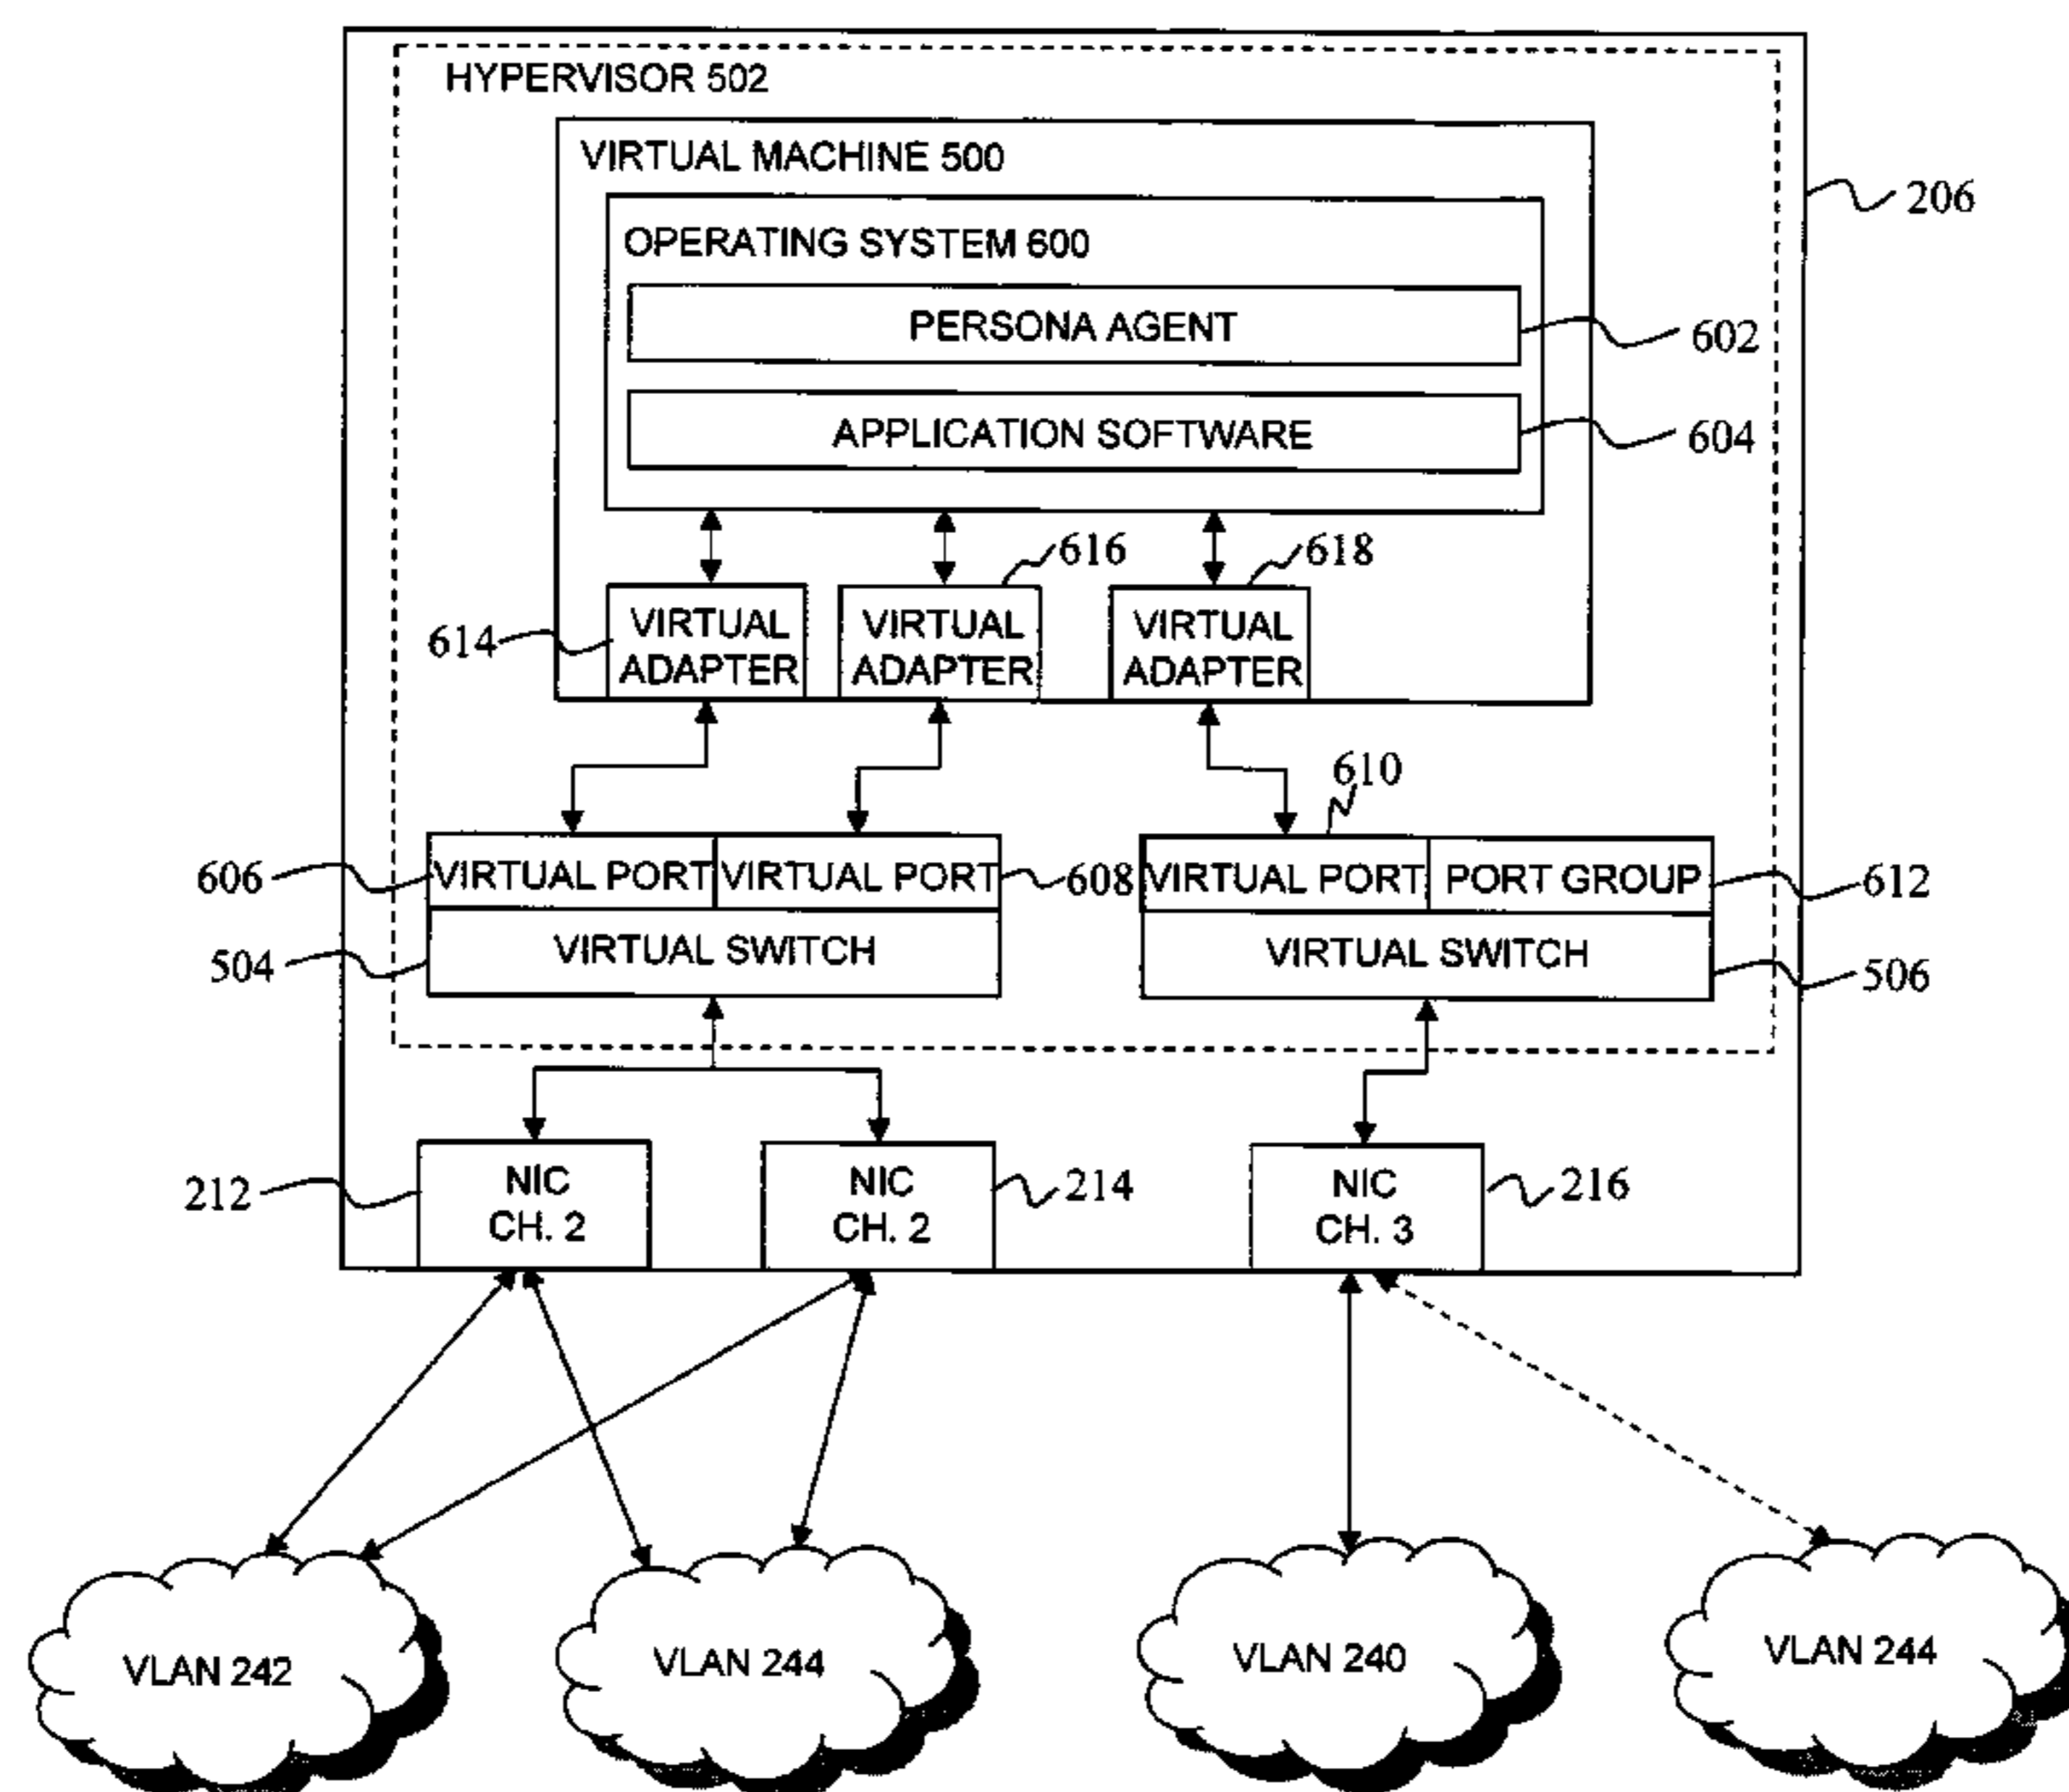 HYPERVISOR 502
VIRTUAL MACHINE 500
206
OPERATING SYSTEM 600
PERSONA AGENT
602
APPLICATION SOFTWARE
604
616
618
614
VIRTUAL
ADAPTER
VIRTUAL
ADAPTER
VIRTUAL
ADAPTER
610
606
VIRTUAL PORT
VIRTUAL PORT
608
VIRTUAL PORT
PORT GROUP
612
504
VIRTUAL SWITCH
VIRTUAL SWITCH
506
212
NIC
CH. 2
NIC
CH. 2
214
NIC
CH. 3
216
VLAN 242
VLAN 244
VLAN 240
VLAN 244